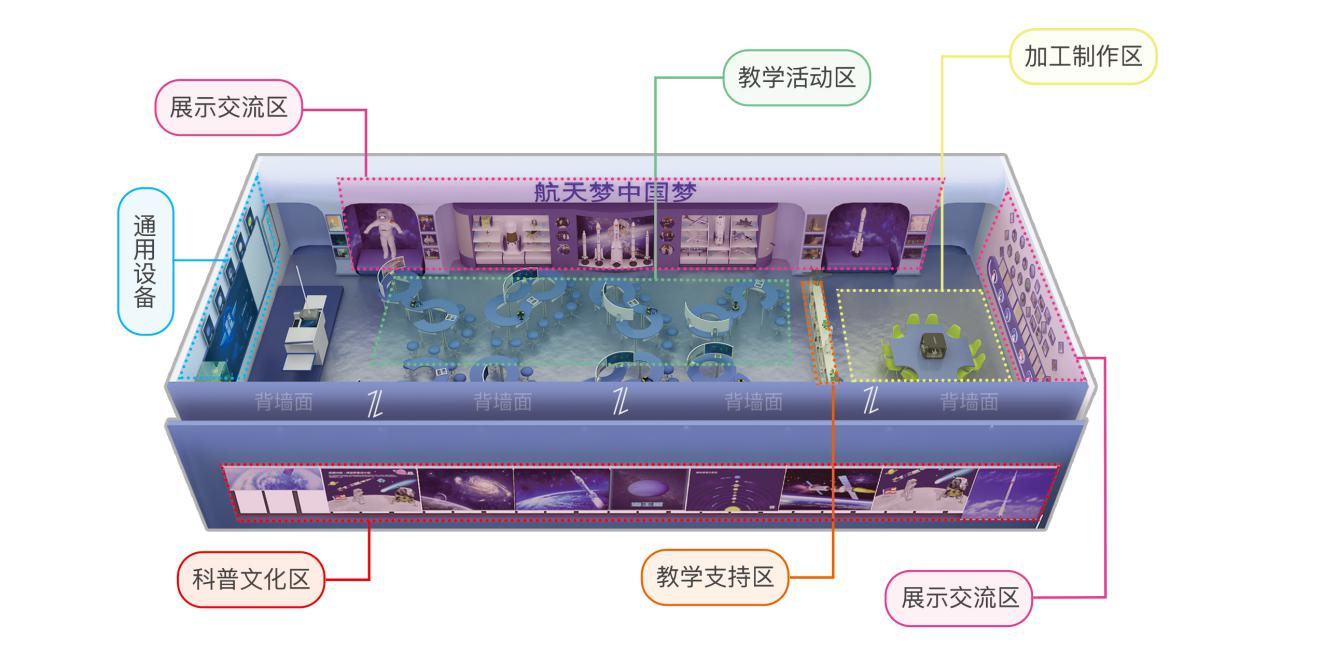 加工制作区
教学活动区
展示交流区
通用设备
航天梦中国梦
背墙面
背墙面
背墙面
背墙面
科普文化区
教学支持区
展示交流区